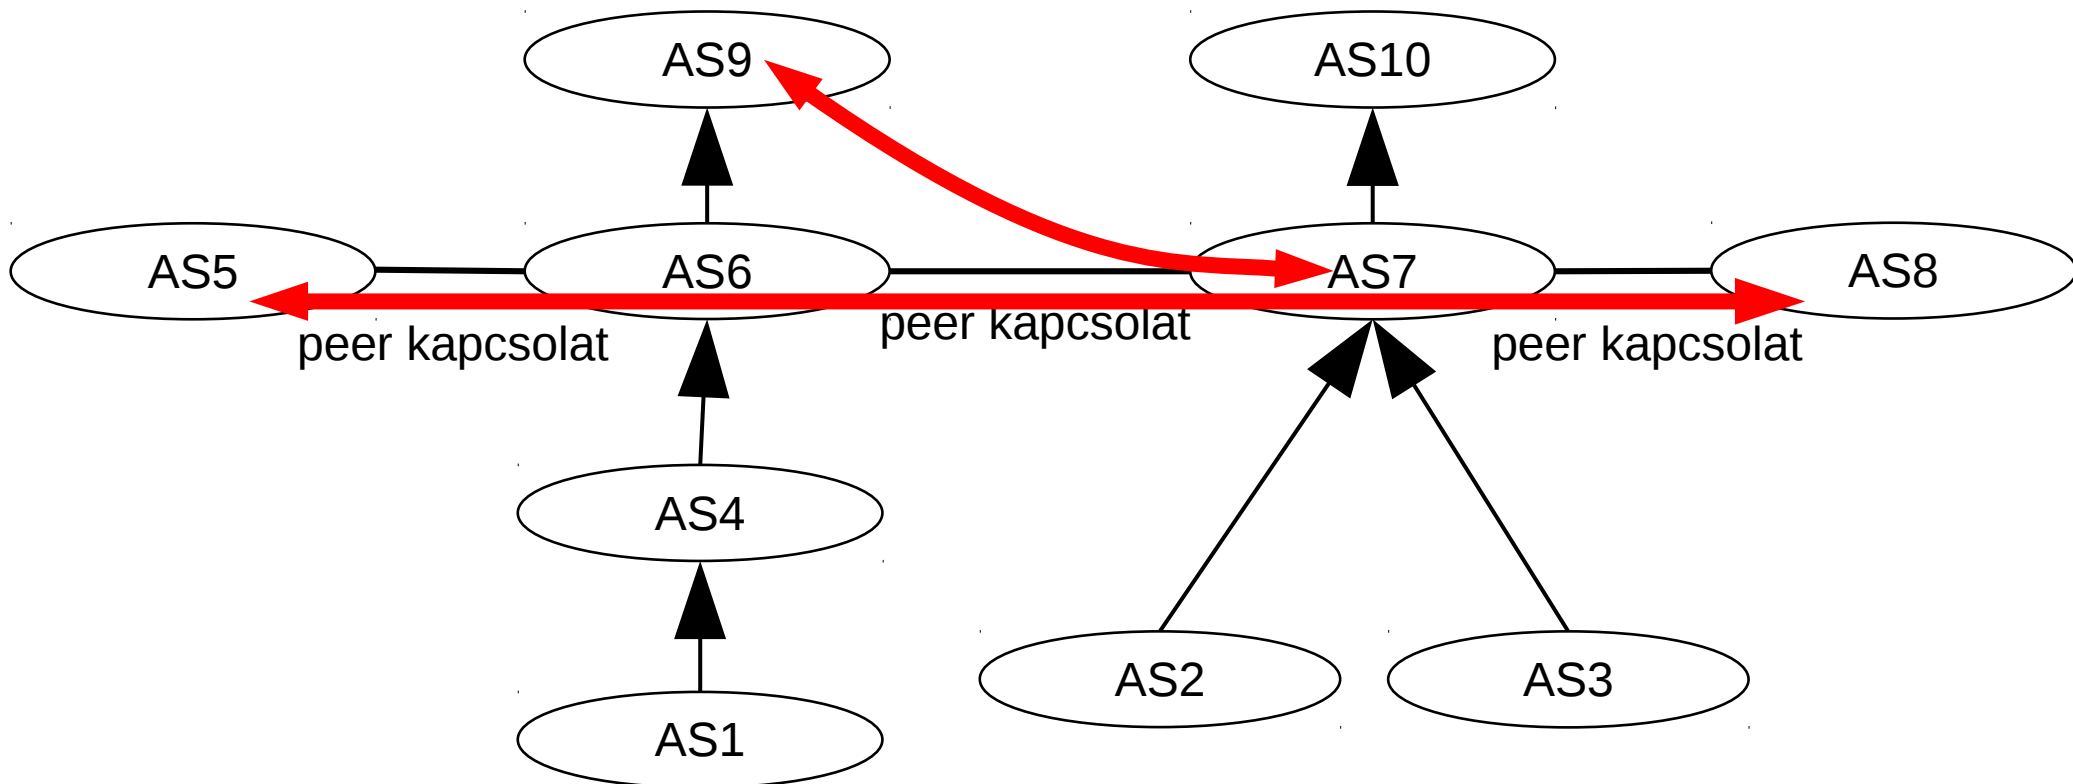 AS9
AS10
AS5
AS6
AS7
AS8
peer kapcsolat
peer kapcsolat
peer kapcsolat
AS4
AS2
AS3
AS1